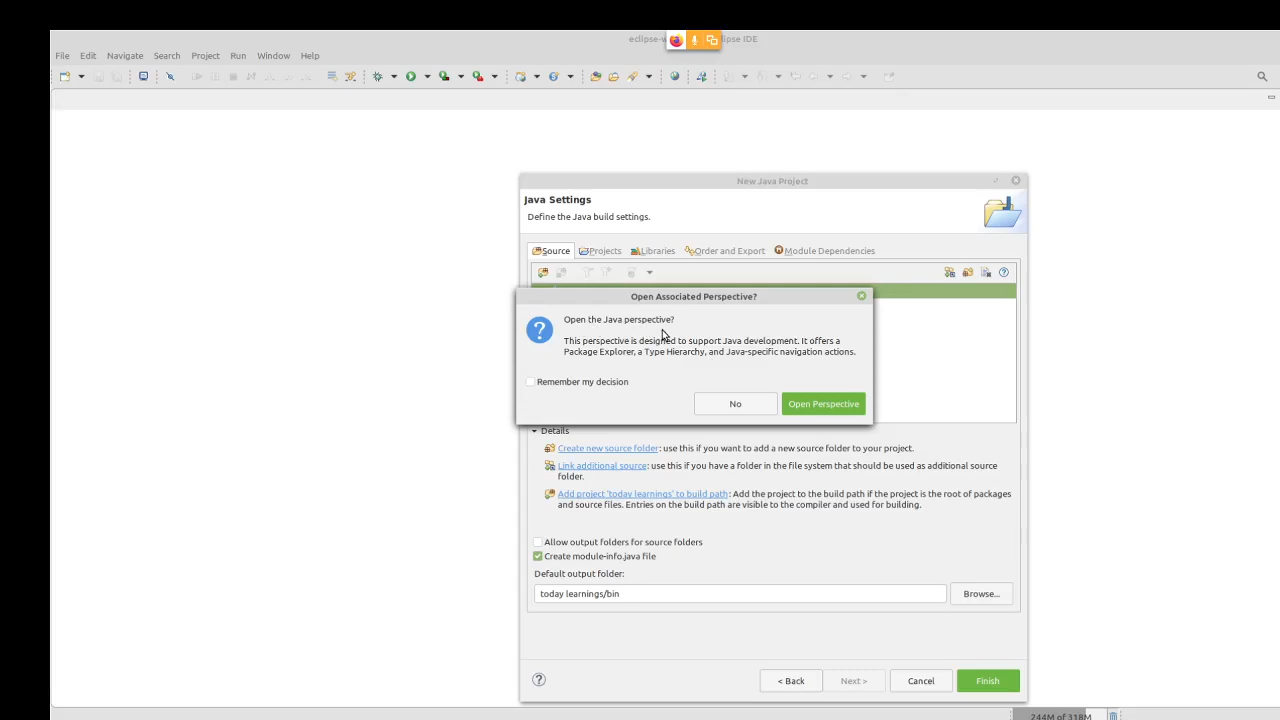 eclipse-w
clipse IDE
File Edit Navigate Search Project Run Window Help
New Java Project
Java Settings
Define the Java build settings.
Source Projects Libraries Order and Export Module Dependencies
Open Associated Perspective?
Open the Java perspective?
This perspective is designed to support Java development. It offers a
Package Explorer, a Type Hierarchy, and Java-specific navigation actions.
Remember my decision
No Open Perspective
Details
Create new source folder: use this if you want to add a new source folder to your project.
Link additional source: use this if you have a folder in the file system that should be used as additional source
folder.
Add project 'today learnings' to build path: Add the project to the build path if the project is the root of packages
and source files. Entries on the build path are visible to the compiler and used for building.
Allow output folders for source folders
Create module-info.java file
Default output folder:
today learnings/bin
Browse...
< Back Next > Cancel Finish
244M of 318M